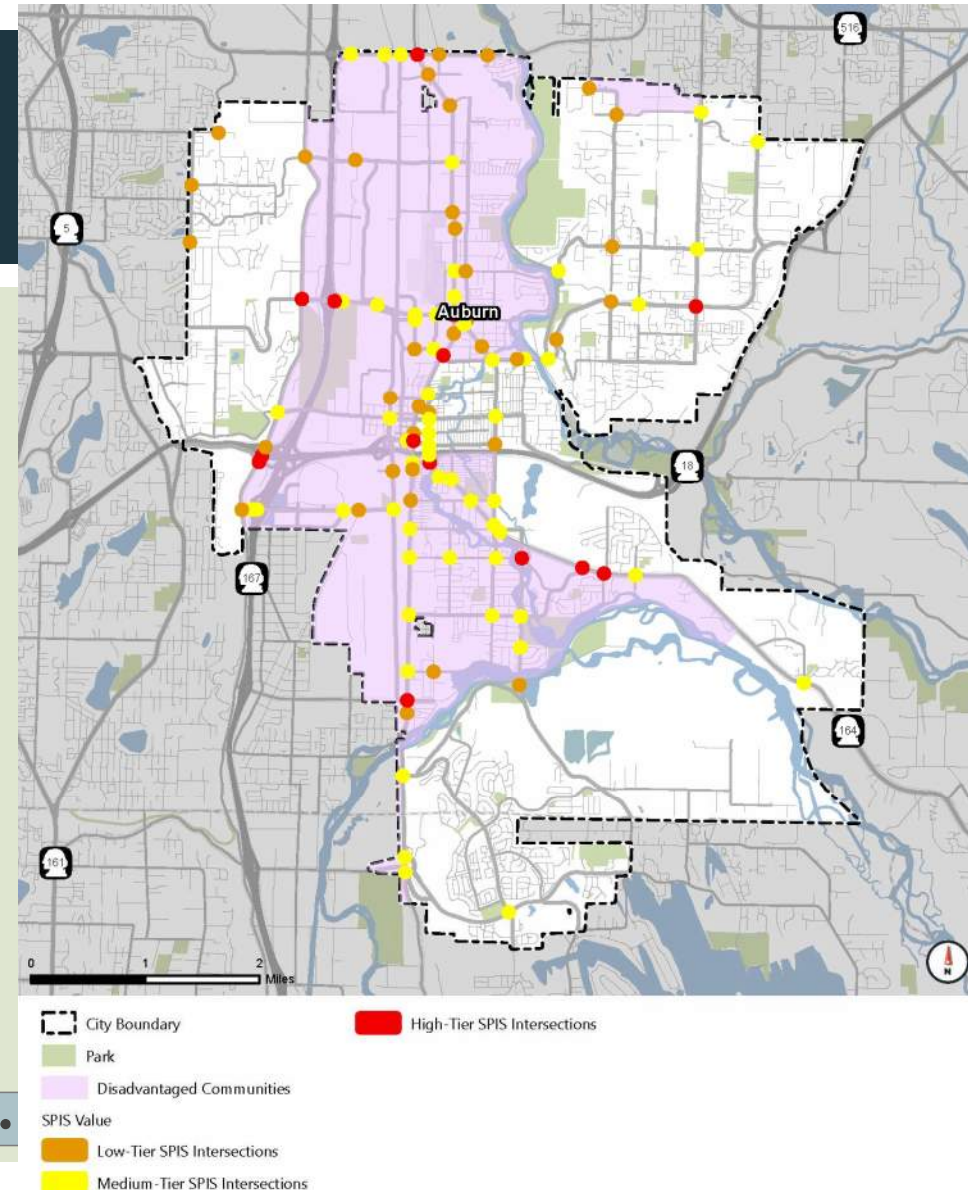 516
5
Auburn
18
167
164
161
0 1 2
Miles
N
City Boundary
High-Tier SPIS Intersections
Park
Disadvantaged Communities
SPIS Value
Low-Tier SPIS Intersections
Medium-Tier SPIS Intersections